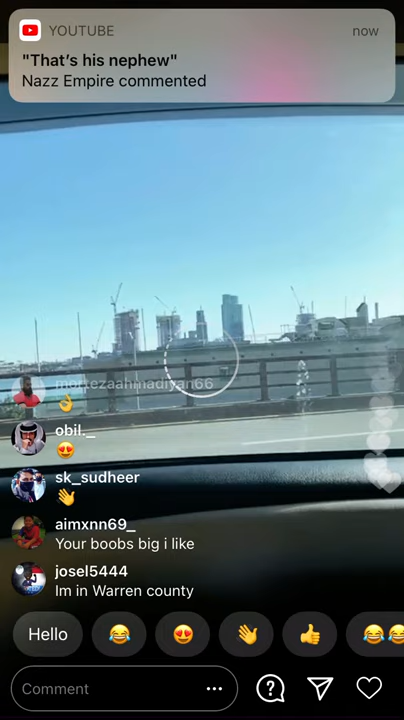 YOUTUBE
now
"That's his nephew"
Nazz Empire commented
mortezaahmadiyan66
👌
obil._
😍
sk_sudheer
👋
aimxnn69_
Your boobs big i like
josel5444
Im in Warren county
Hello 😂 😍 👋 👍 😂😂
Comment